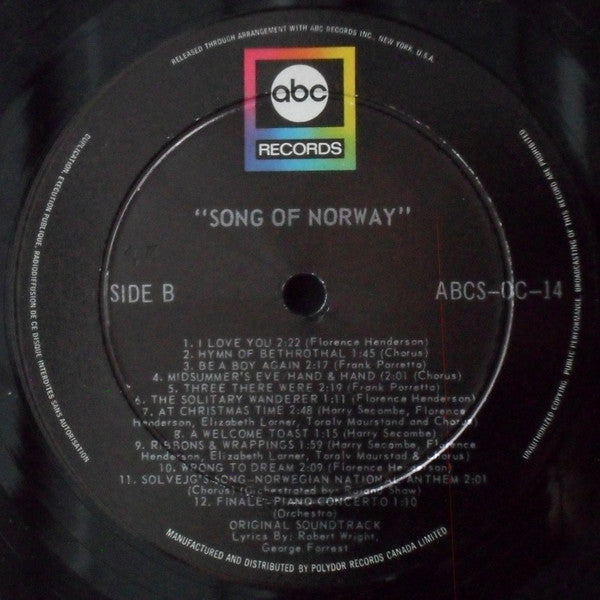 RELEASED THROUGH ARRANGEMENT WITH ABC RECORDS INC., NEW YORK, U.S.A.
abc
RECORDS
"SONG OF NORWAY"
SIDE B
ABCS-OC-14
1. I LOVE YOU 2:22 (Florence Henderson)
2. HYMN OF BETHROTHAL 1:45 (Chorus)
3. BE A BOY AGAIN 2:17 (Frank Porretta)
4. MIDSUMMER'S EVE HAND & HAND (2:01 (Chorus)
5. THREE THERE WERE 2:19 (Frank Porretta)
6. THE SOLITARY WANDERER 1:11 (Florence Henderson)
7. AT CHRISTMAS TIME 2:48 (Harry Secombe, Florence
Henderson, Elizabeth Larner, Toraly Maurstand and Chorus)
8. A WELCOME TOAST 1:15 (Harry Secombe)
9. RIBBONS & WRAPPINGS 1:59 (Harry Secombe, Florence
Henderson, Elizabeth Larner, Toralv Maurstad & Chorus)
10. WRONG TO DREAM 2:09 (Florence Henderson)
11. SOLVEJG'S SONG-NORWEGIAN NATIONAL ANTHEM 2:01
(Chorus) (Orchestrated by: Roland Shaw)
12. FINALE-PIANO CONCERTO 1:10
(Orchestra)
ORIGINAL SOUNDTRACK
Lyrics By: Robert Wright,
George Forrest
MANUFACTURED AND DISTRIBUTED BY POLYDOR RECORDS CANADA LIMITED
UNAUTHORIZED COPYING, PUBLIC PERFORMANCE, BROADCASTING OF THIS RECORD ARE PROHIBITED
DUPLICATION, EXECUTION PUBLIQUE, RADIODIFFUSION DE CE DISQUE INTERDITES SANS AUTORISATION